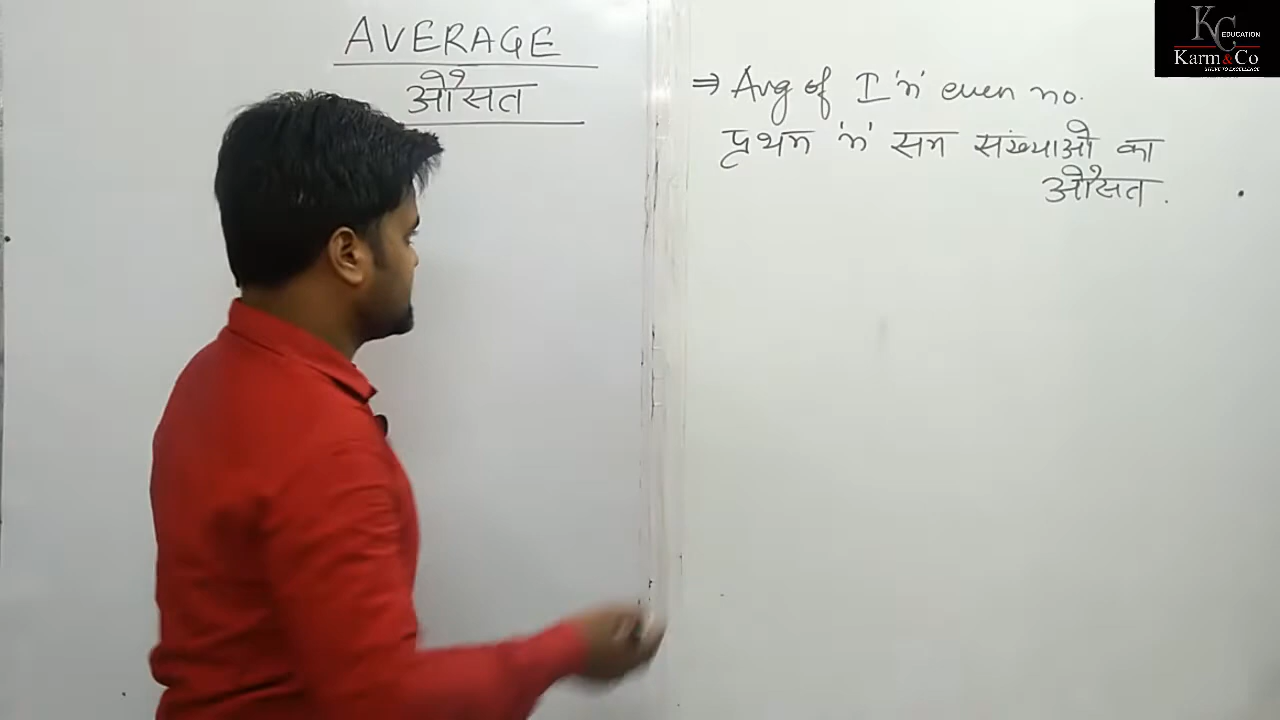 AVERAGE
औसत
⇒ Avg of I 'n' even no.
प्रथम 'n' सम संख्याओ का
औसत.
KC EDUCATION
Karm & Co